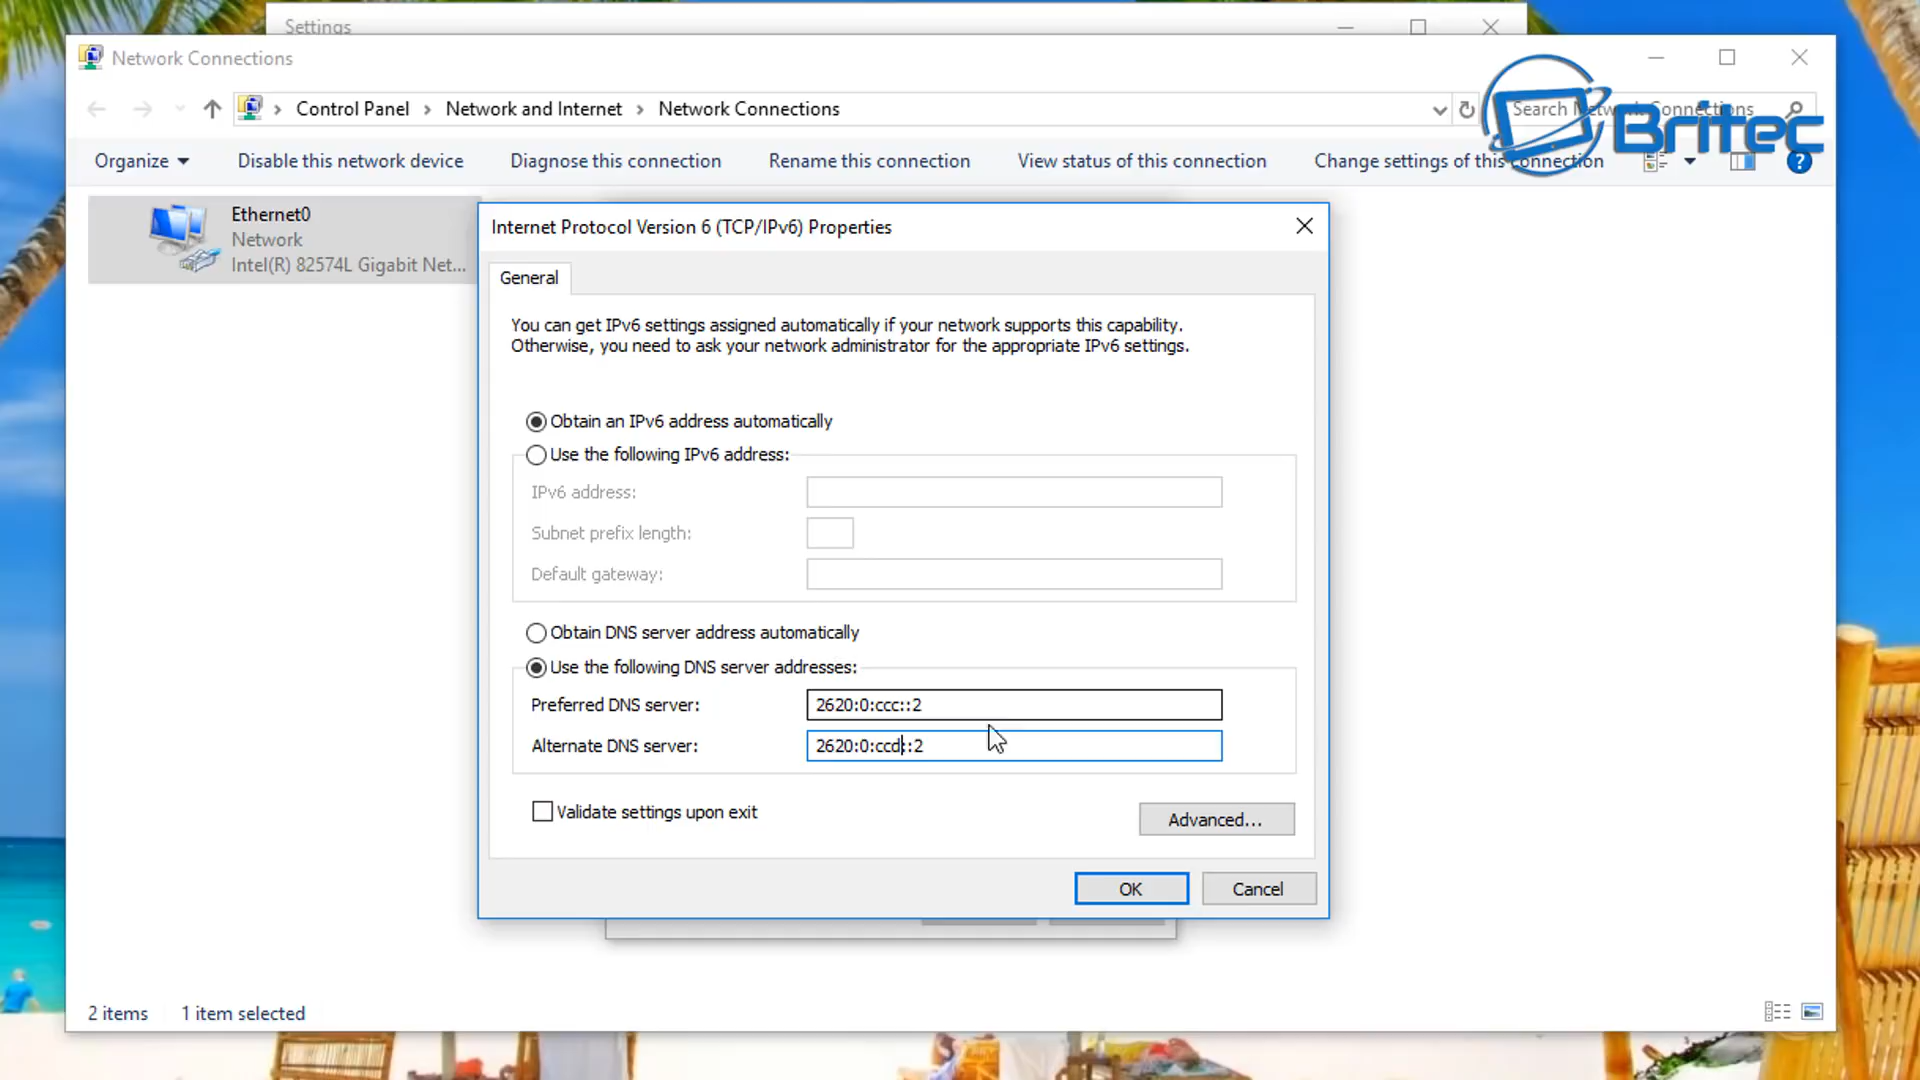 Settings
Network Connections
Control Panel > Network and Internet > Network Connections
Search Network Connections
Britec
Organize Disable this network device Diagnose this connection Rename this connection View status of this connection Change settings of this connection
Ethernet0
Network
Intel(R) 82574L Gigabit Net...
Internet Protocol Version 6 (TCP/IPv6) Properties
General
You can get IPv6 settings assigned automatically if your network supports this capability.
Otherwise, you need to ask your network administrator for the appropriate IPv6 settings.
Obtain an IPv6 address automatically
Use the following IPv6 address:
IPv6 address:
Subnet prefix length:
Default gateway:
Obtain DNS server address automatically
Use the following DNS server addresses:
Preferred DNS server: 2620:0:ccc::2
Alternate DNS server: 2620:0:ccd::2
Validate settings upon exit
Advanced...
OK Cancel
2 items 1 item selected